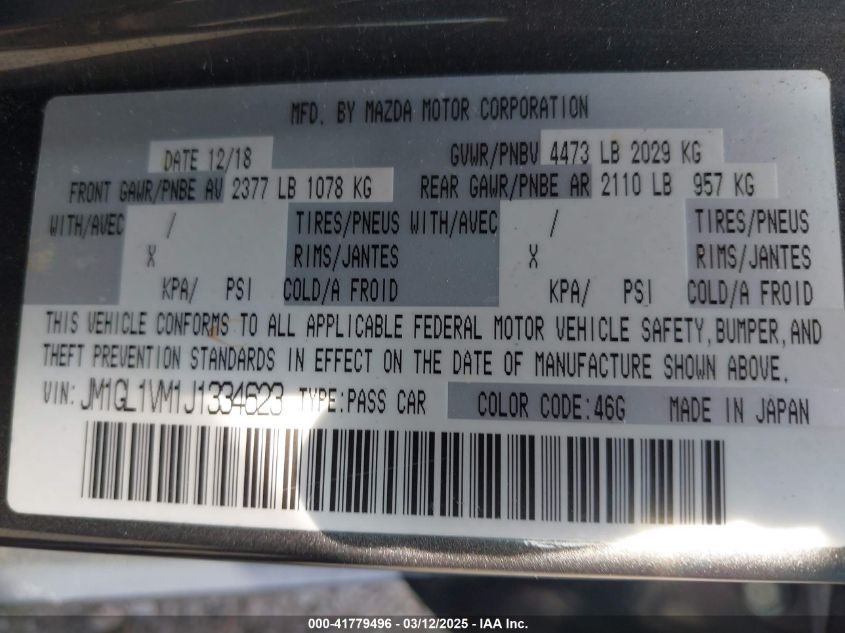 MFD. BY MAZDA MOTOR CORPORATION
DATE 12/18 GVWR/PNBV 4473 LB 2029 KG
FRONT GAWR/PNBE AV 2377 LB 1078 KG REAR GAWR/PNBE AR 2110 LB 957 KG
WITH/AVEC / TIRES/PNEUS WITH/AVEC / TIRES/PNEUS
X RIMS/JANTES X RIMS/JANTES
KPA/ PSI COLD/A FROID KPA/ PSI COLD/A FROID
THIS VEHICLE CONFORMS TO ALL APPLICABLE FEDERAL MOTOR VEHICLE SAFETY, BUMPER, AND
THEFT PREVENTION STANDARDS IN EFFECT ON THE DATE OF MANUFACTURE SHOWN ABOVE.
VIN: JM1GL1VM1J1334623 TYPE:PASS CAR COLOR CODE:46G MADE IN JAPAN
000-41779496 - 03/12/2025 - IAA Inc.